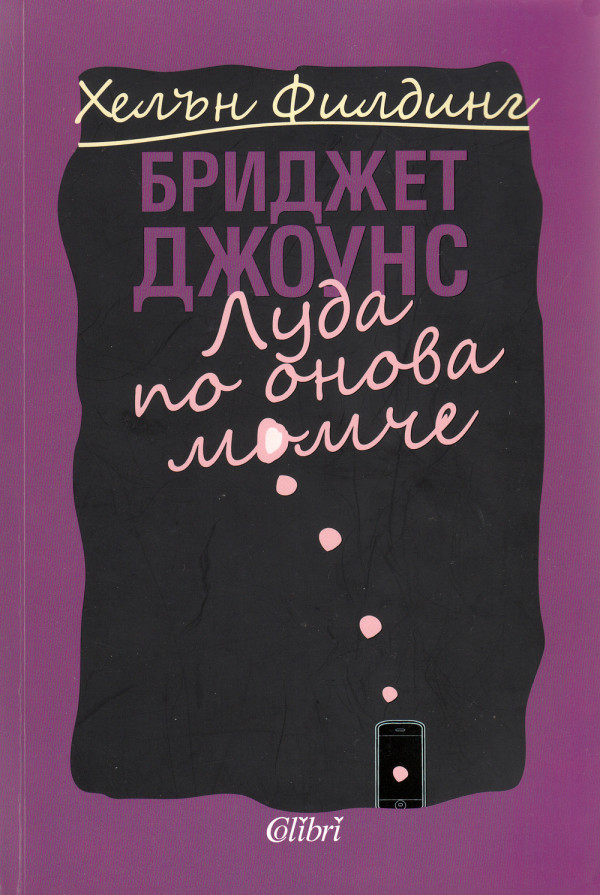 Хелън Филдинг
БРИДЖЕТ
ДЖОУНС
Луда
по онова
момче
Colibri